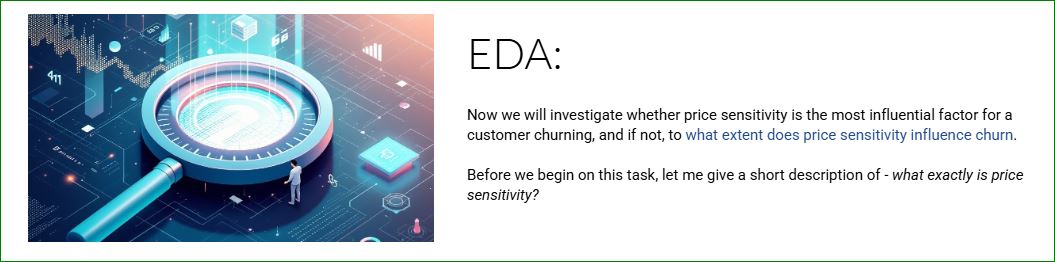 EDA:
Now we will investigate whether price sensitivity is the most influential factor for a
customer churning, and if not, to what extent does price sensitivity influence churn.
Before we begin on this task, let me give a short description of - what exactly is price
sensitivity?